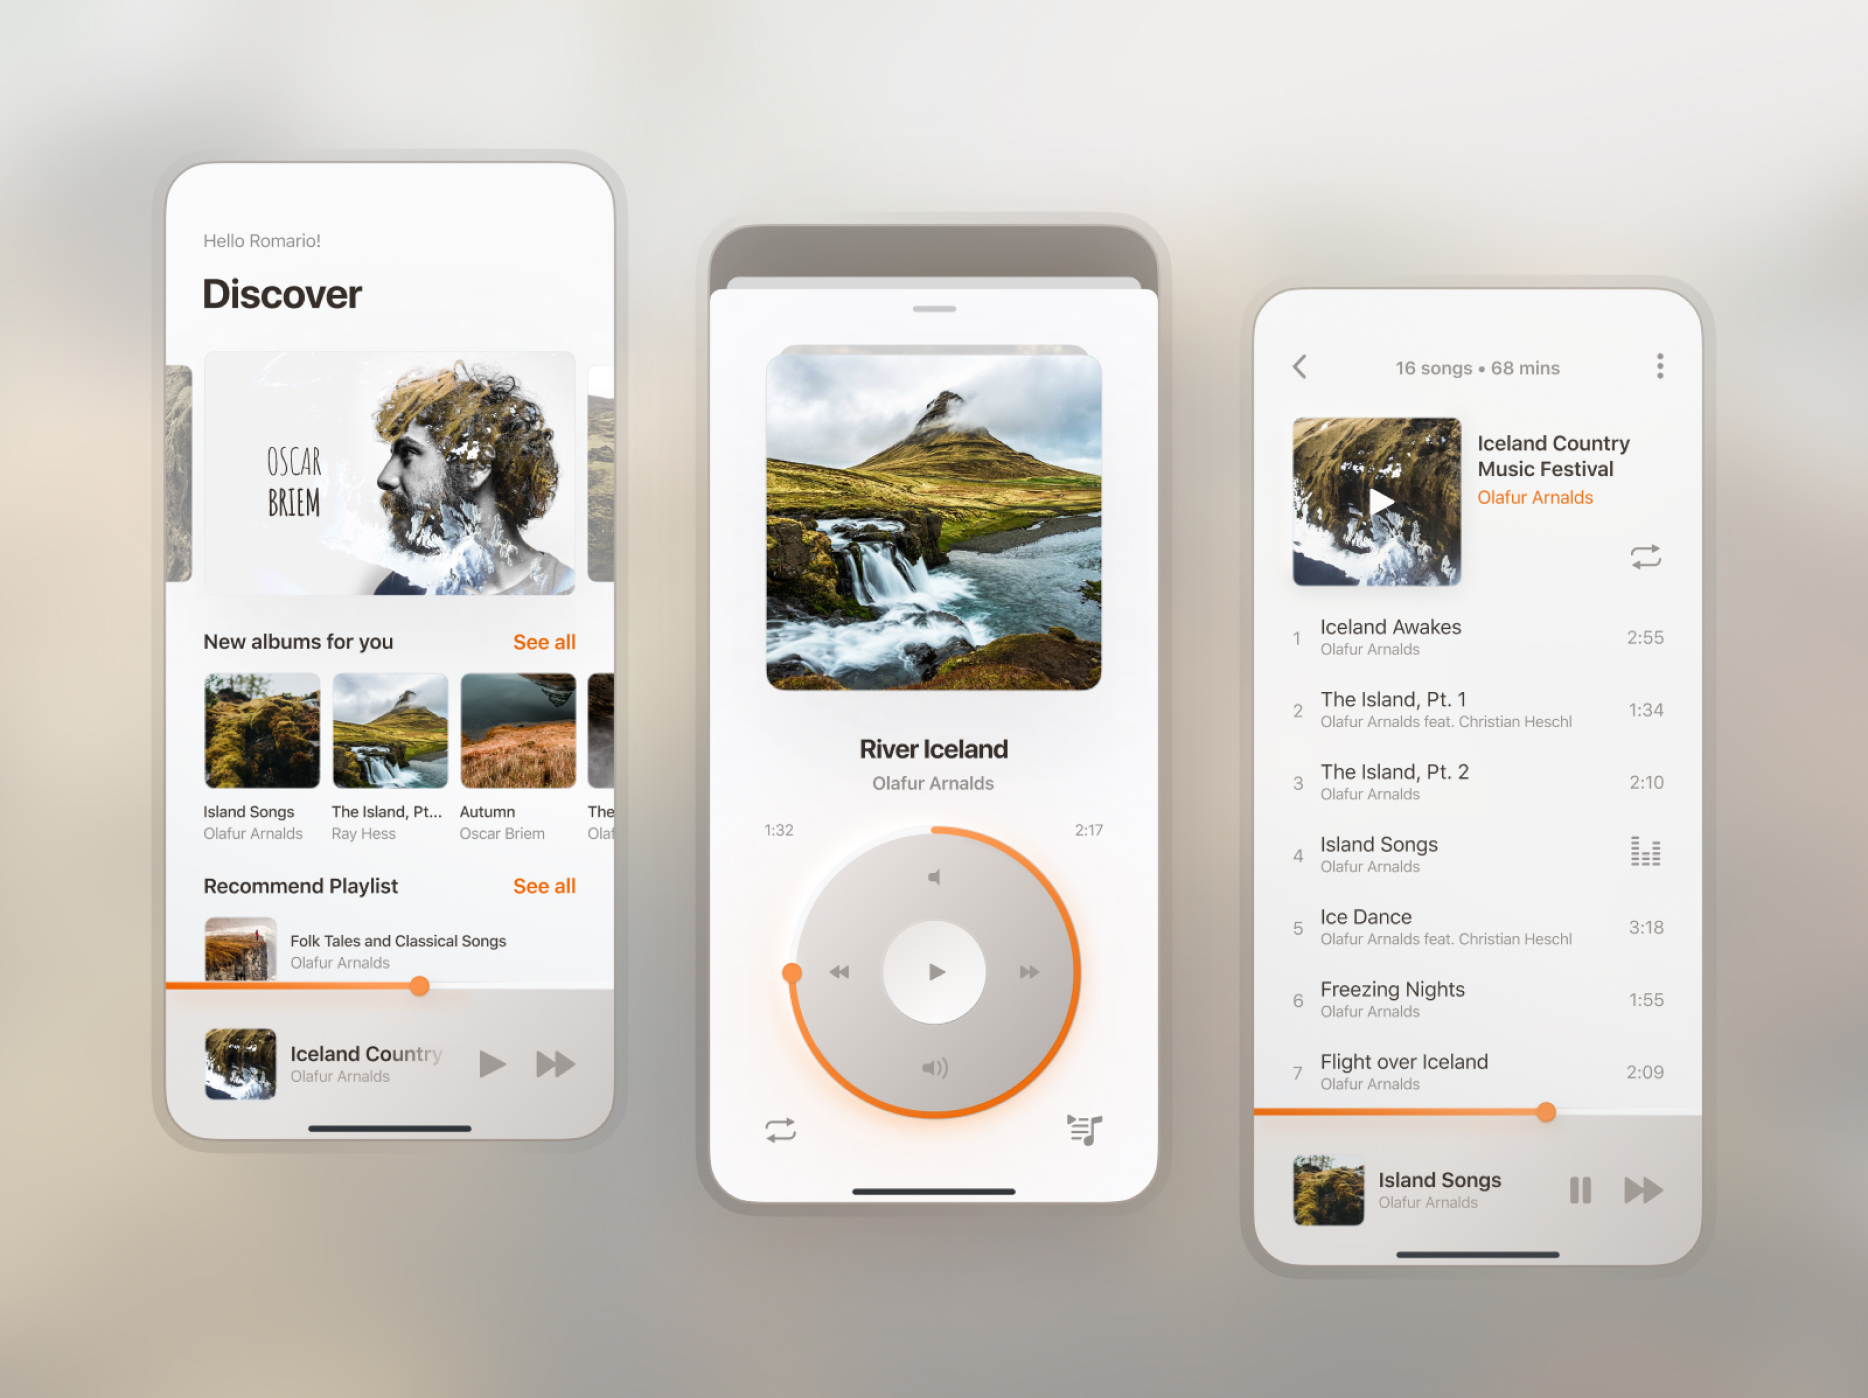 Hello Romario!
Discover
OSCAR
BRIEM
New albums for you See all
Island Songs
Olafur Arnalds
The Island, Pt...
Ray Hess
Autumn
Oscar Briem
The
Olaf
Recommend Playlist See all
Folk Tales and Classical Songs
Olafur Arnalds
Iceland Country
Olafur Arnalds
River Iceland
Olafur Arnalds
1:32 2:17
16 songs • 68 mins
Iceland Country
Music Festival
Olafur Arnalds
1 Iceland Awakes 2:55
Olafur Arnalds
2 The Island, Pt. 1 1:34
Olafur Arnalds feat. Christian Heschl
3 The Island, Pt. 2 2:10
Olafur Arnalds
4 Island Songs
Olafur Arnalds
5 Ice Dance 3:18
Olafur Arnalds feat. Christian Heschl
6 Freezing Nights 1:55
Olafur Arnalds
7 Flight over Iceland 2:09
Olafur Arnalds
Island Songs
Olafur Arnalds